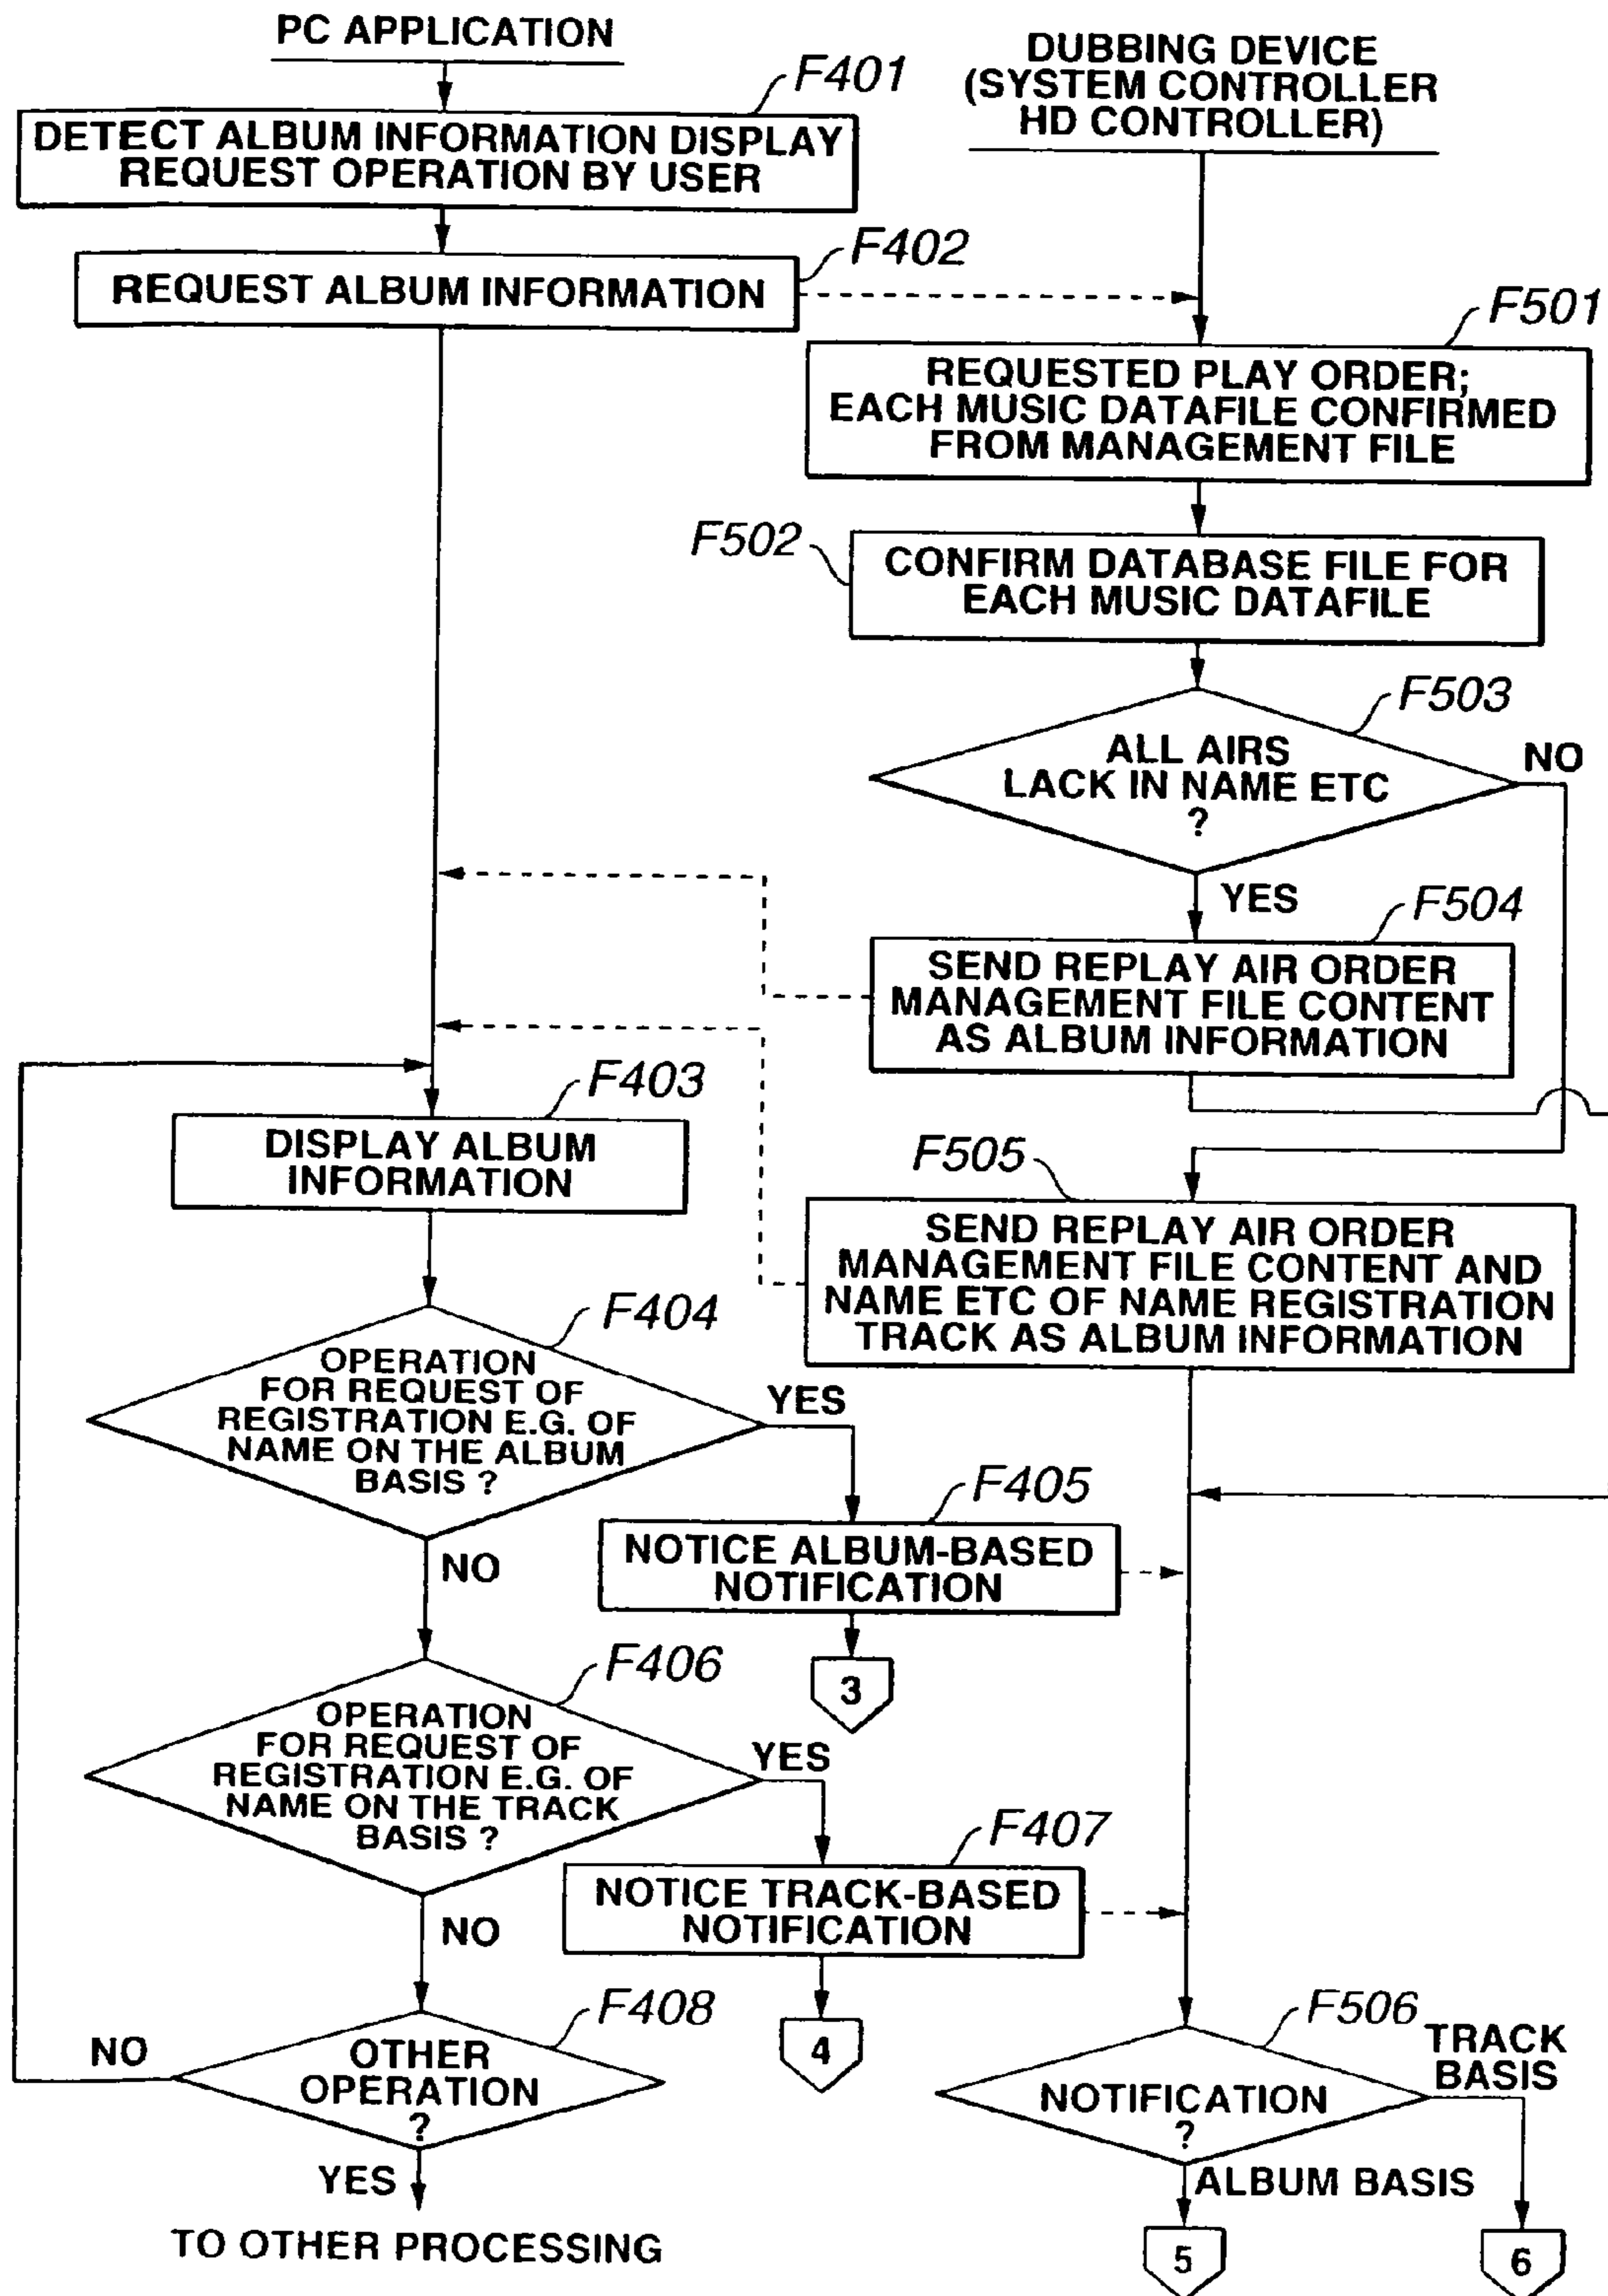 PC APPLICATION
F401
DETECT ALBUM INFORMATION DISPLAY
REQUEST OPERATION BY USER
F402
REQUEST ALBUM INFORMATION
DUBBING DEVICE
(SYSTEM CONTROLLER
HD CONTROLLER)
F501
REQUESTED PLAY ORDER;
EACH MUSIC DATAFILE CONFIRMED
FROM MANAGEMENT FILE
F502
CONFIRM DATABASE FILE FOR
EACH MUSIC DATAFILE
F503
ALL AIRS
LACK IN NAME ETC
?
NO
YES
F504
SEND REPLAY AIR ORDER
MANAGEMENT FILE CONTENT
AS ALBUM INFORMATION
F403
DISPLAY ALBUM
INFORMATION
F505
SEND REPLAY AIR ORDER
MANAGEMENT FILE CONTENT AND
NAME ETC OF NAME REGISTRATION
TRACK AS ALBUM INFORMATION
F404
OPERATION
FOR REQUEST OF
REGISTRATION E.G. OF
NAME ON THE ALBUM
BASIS ?
YES
NO
F405
NOTICE ALBUM-BASED
NOTIFICATION
3
F406
OPERATION
FOR REQUEST OF
REGISTRATION E.G. OF
NAME ON THE TRACK
BASIS ?
YES
NO
F407
NOTICE TRACK-BASED
NOTIFICATION
4
F408
OTHER
OPERATION
?
NO
YES
TO OTHER PROCESSING
F506
NOTIFICATION
?
TRACK
BASIS
ALBUM BASIS
5
6